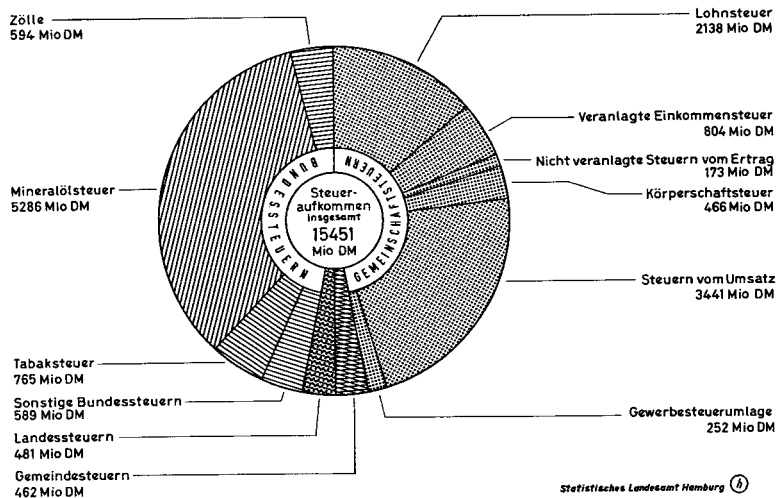 Zölle
594 Mio DM
Lohnsteuer
2138 Mio DM
Veranlagte Einkommensteuer
804 Mio DM
Nicht veranlagte Steuern vom Ertrag
173 Mio DM
Körperschaftsteuer
466 Mio DM
Mineralölsteuer
5286 Mio DM
BUNDESSTEUERN
GEMEINSCHAFTSTEUERN
Steuer-
aufkommen
insgesamt
15451
Mio DM
Steuern vom Umsatz
3441 Mio DM
Tabaksteuer
765 Mio DM
Sonstige Bundessteuern
589 Mio DM
Landessteuern
481 Mio DM
Gemeindesteuern
462 Mio DM
Gewerbesteuerumlage
252 Mio DM
Statistisches Landesamt Hamburg h